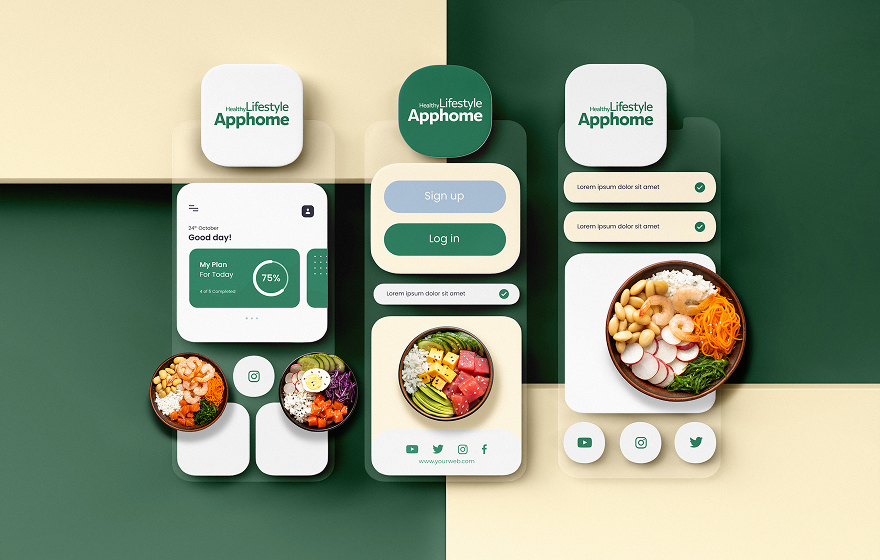 Healthy Lifestyle
Apphome
24th October
Good day!
My Plan
For Today
4 of 5 Completed
75%
Healthy Lifestyle
Apphome
Sign up
Log in
Lorem ipsum dolor sit amet
www.yourweb.com
Healthy Lifestyle
Apphome
Lorem ipsum dolor sit amet
Lorem ipsum dolor sit amet